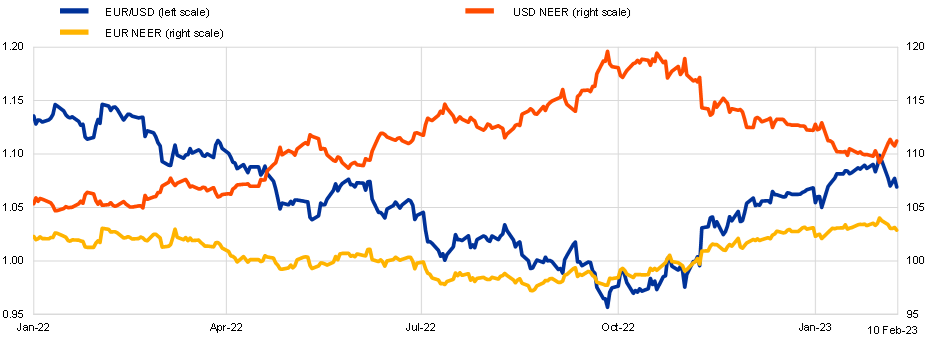 EUR/USD (left scale) USD NEER (right scale)
EUR NEER (right scale)
1.20 120
1.15 115
1.10 110
1.05 105
1.00 100
0.95 95
Jan-22 Apr-22 Jul-22 Oct-22 Jan-23
10 Feb-23